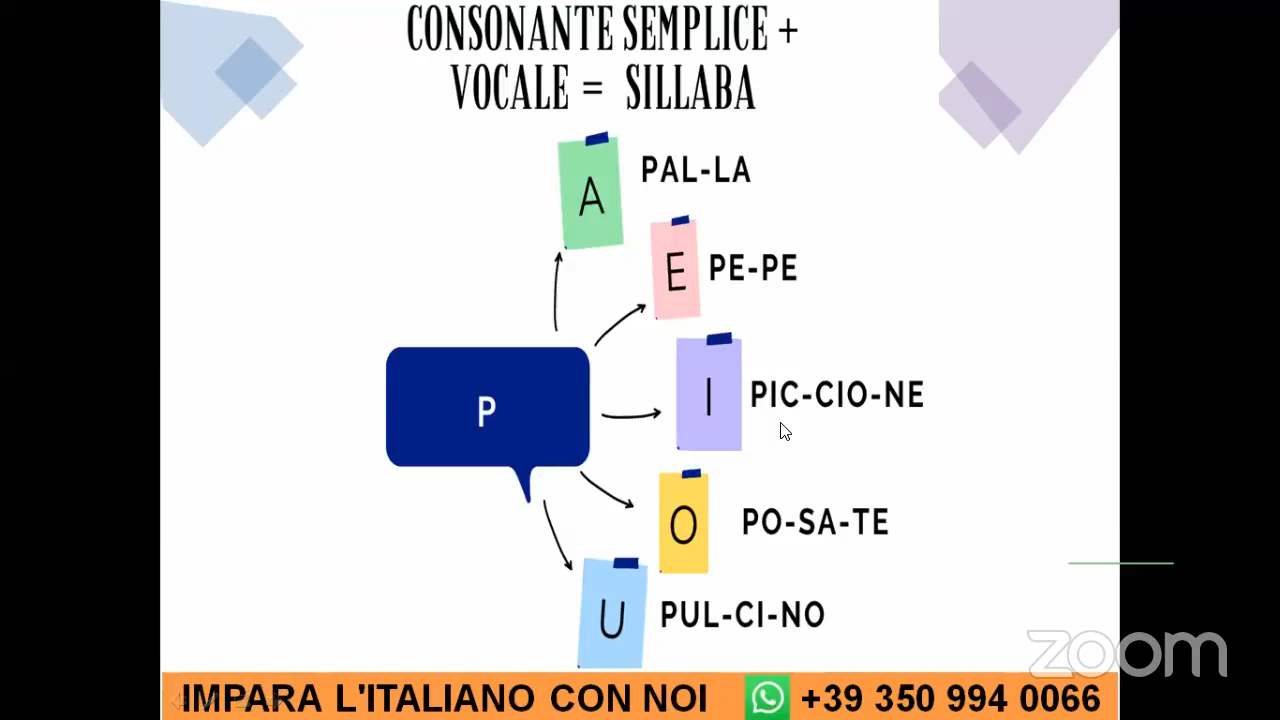 CONSONANTE SEMPLICE +
VOCALE = SILLABA
A
PAL-LA
E
PE-PE
P
I
PIC-CIO-NE
O
PO-SA-TE
U
PUL-CI-NO
zoom
IMPARA L'ITALIANO CON NOI
+39 350 994 0066